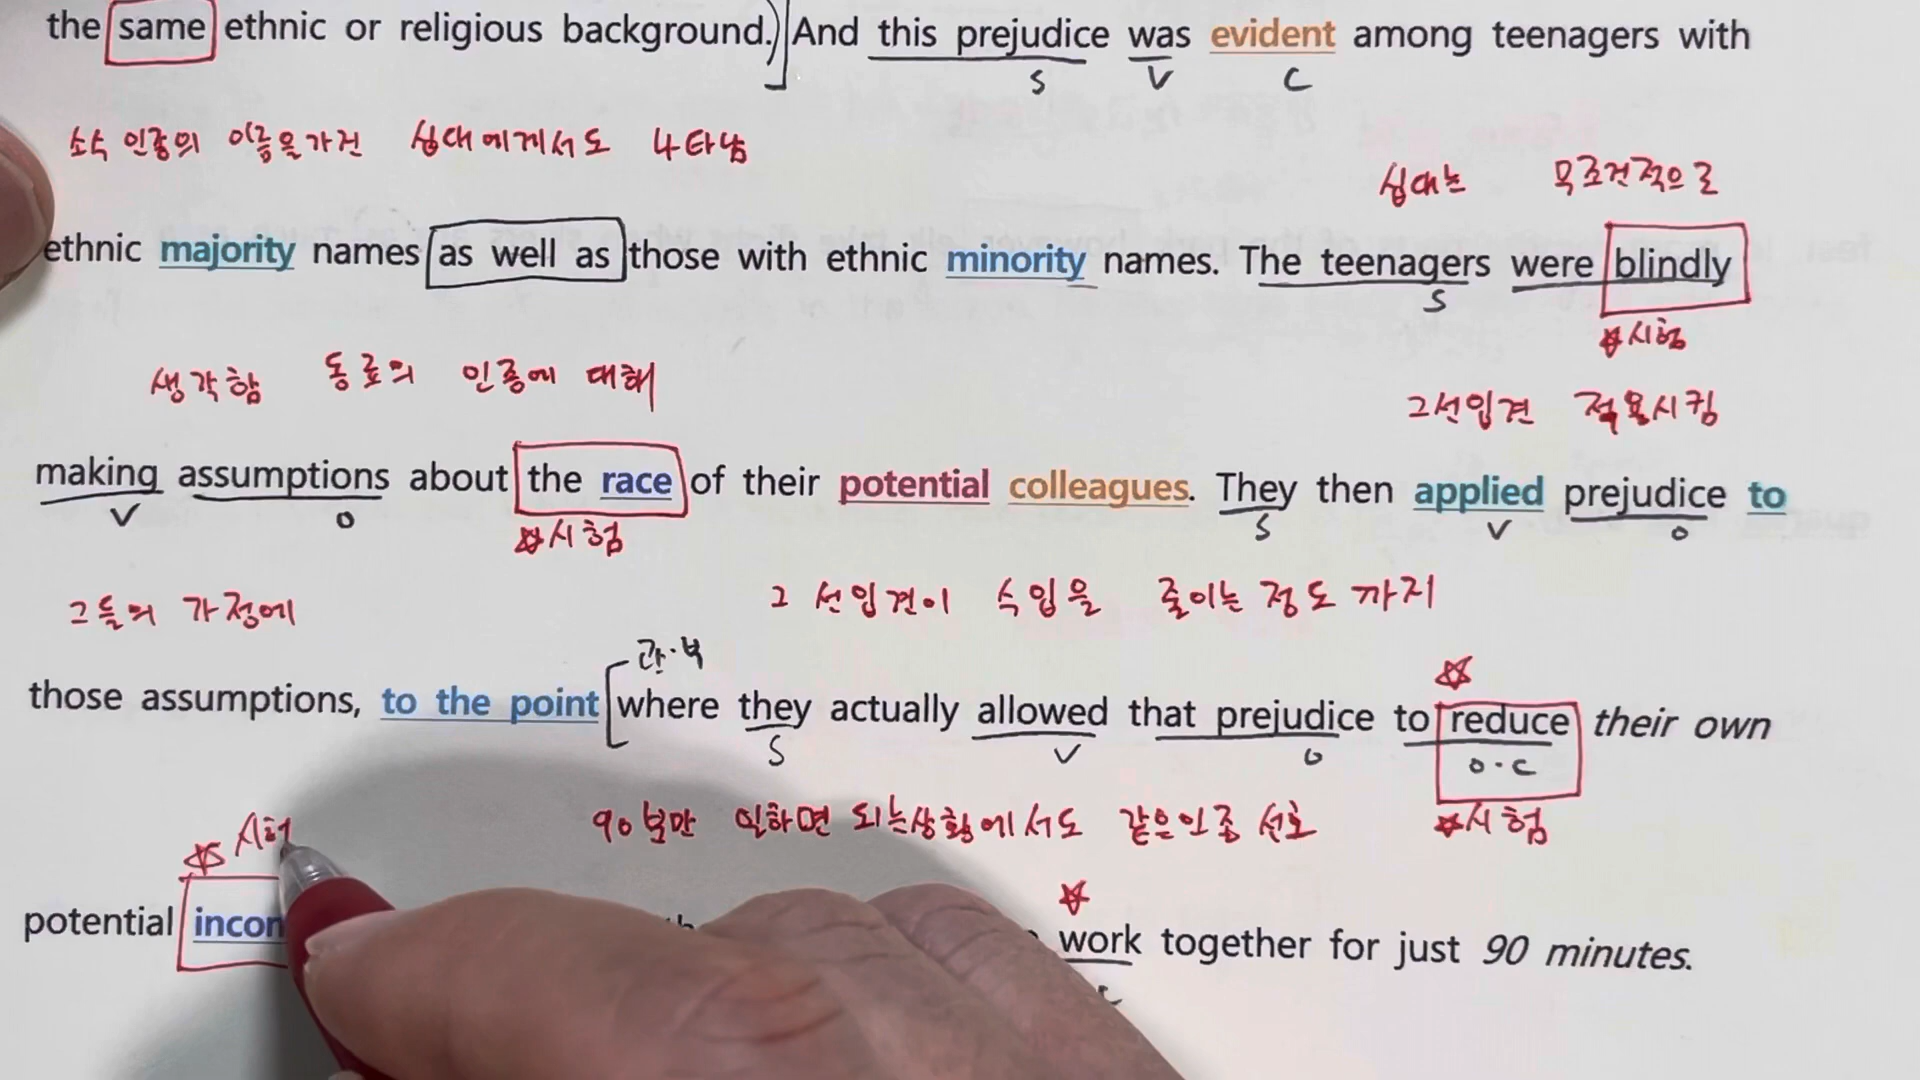 the same ethnic or religious background.) And this prejudice was evident among teenagers with
S V C
소수 인종의 이름을 가진 십대에게서도 나타남
십대는 무조건적으로
ethnic majority names as well as those with ethnic minority names. The teenagers were blindly
S
시험
생각함 동료의 인종에 대해
그 선입견 적용시킴
making assumptions about the race of their potential colleagues. They then applied prejudice to
V O S V O
시험
그들의 가정에 그 선입견이 수입을 줄이는 정도까지
관·부
those assumptions, to the point where they actually allowed that prejudice to reduce their own
S V O O·C
시험 90분만 일하면 되는 상황에서도 같은 인종 선호 시험
potential work together for just 90 minutes.